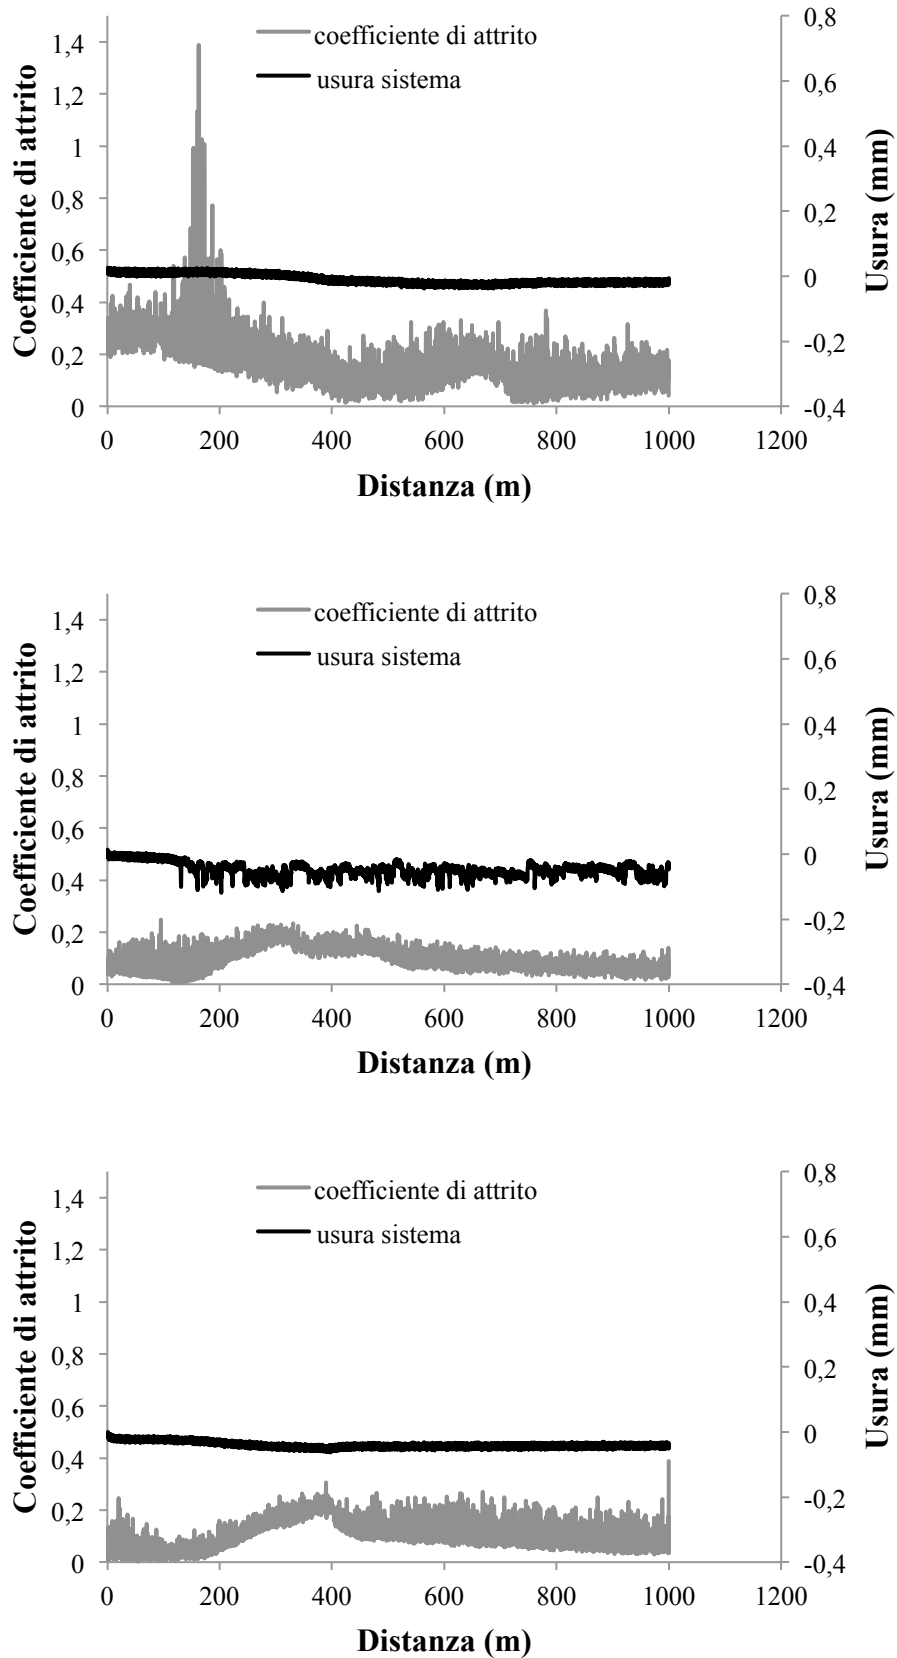 coefficiente di attrito
usura sistema
Coefficiente di attrito
1,4
1,2
1
0,8
0,6
0,4
0,2
0
0,8
0,6
0,4
0,2
0
-0,2
-0,4
Usura (mm)
0 200 400 600 800 1000 1200
Distanza (m)
coefficiente di attrito
usura sistema
Coefficiente di attrito
1,4
1,2
1
0,8
0,6
0,4
0,2
0
0,8
0,6
0,4
0,2
0
-0,2
-0,4
Usura (mm)
0 200 400 600 800 1000 1200
Distanza (m)
coefficiente di attrito
usura sistema
Coefficiente di attrito
1,4
1,2
1
0,8
0,6
0,4
0,2
0
0,8
0,6
0,4
0,2
0
-0,2
-0,4
Usura (mm)
0 200 400 600 800 1000 1200
Distanza (m)